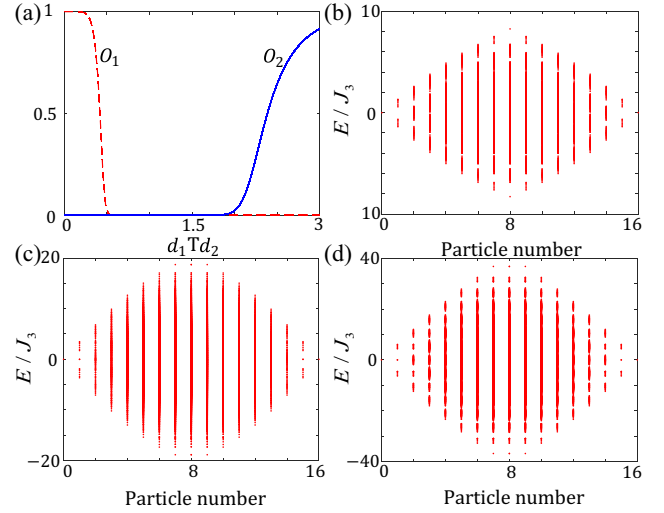 (a)
1
O₁
O₂
0.5
0
0
1.5
3
d₁Td₂
(b)
10
E / J₃
0
10
0
8
16
Particle number
(c)
20
E / J₃
0
−20
0
8
16
Particle number
(d)
40
E / J₃
0
−40
0
8
16
Particle number